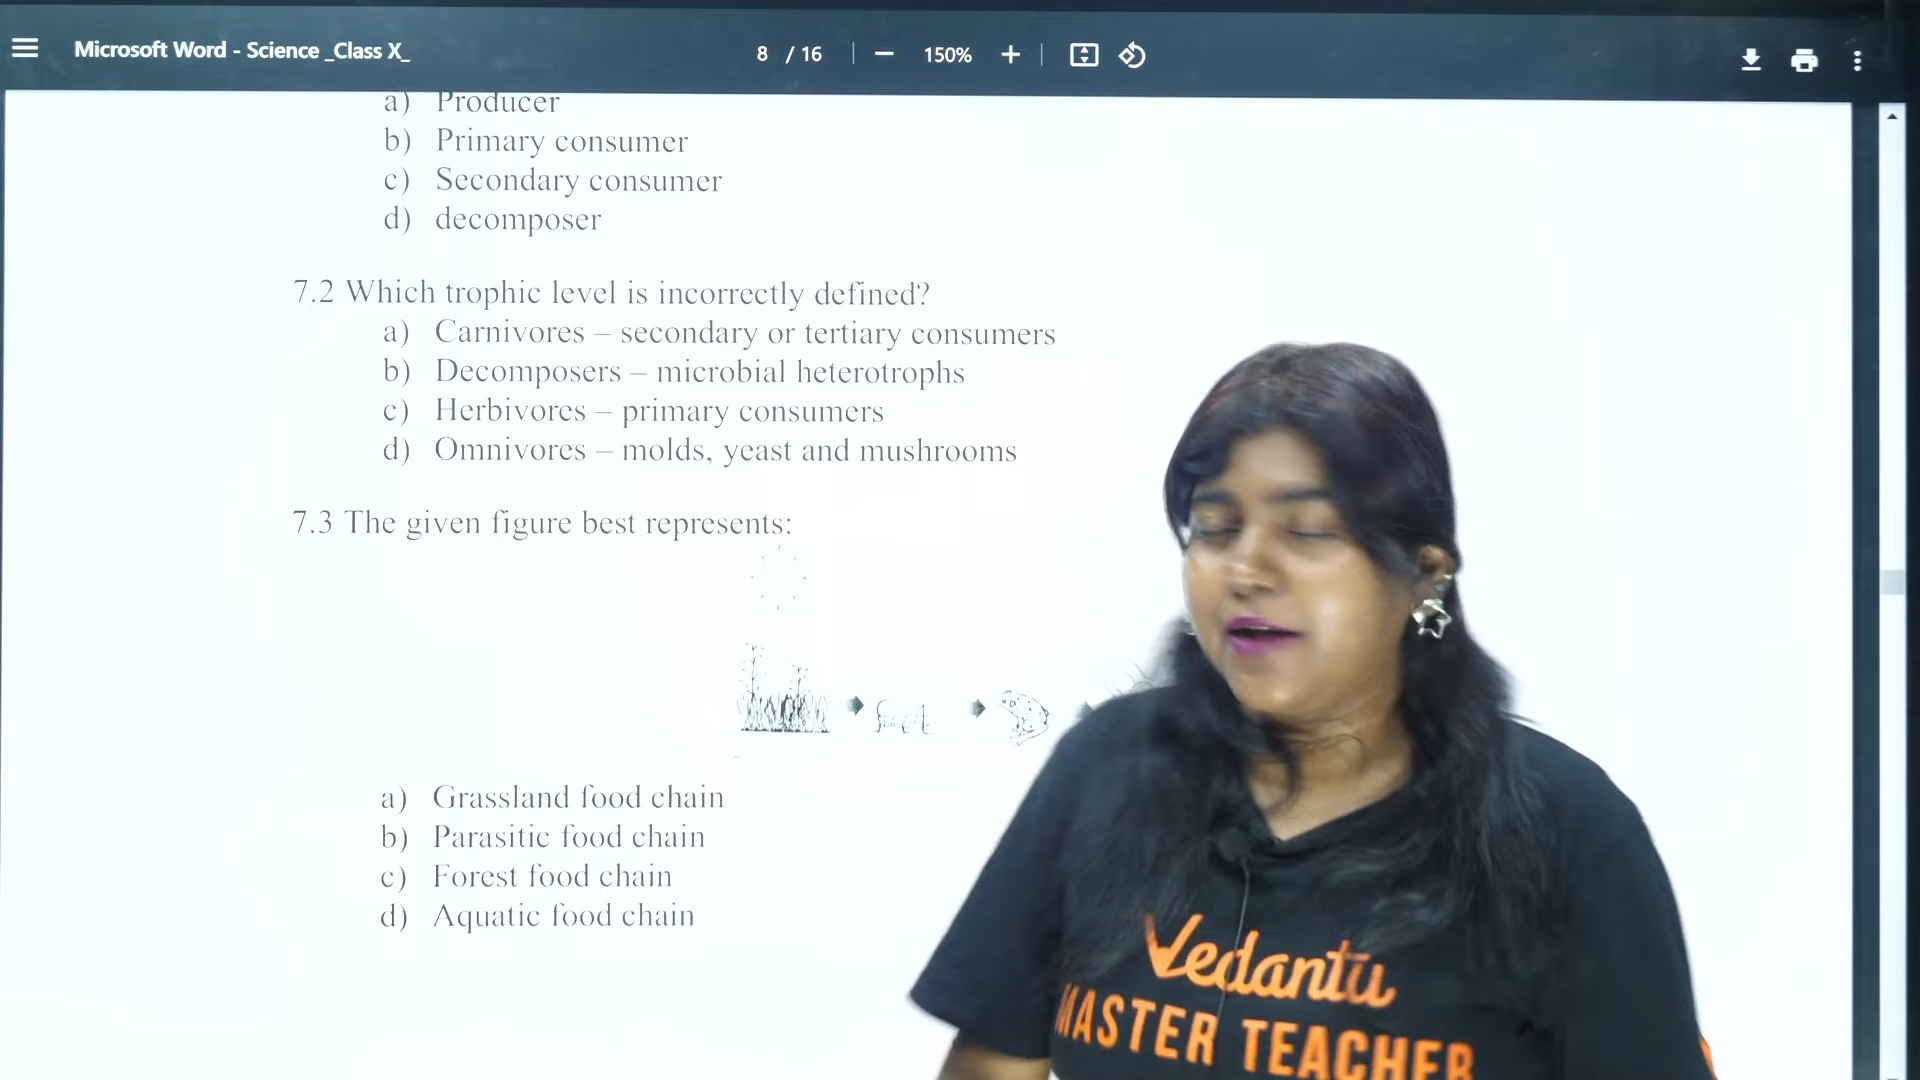 Microsoft Word - Science _Class X_
8 / 16
150%
a) Producer
b) Primary consumer
c) Secondary consumer
d) decomposer
7.2 Which trophic level is incorrectly defined?
a) Carnivores – secondary or tertiary consumers
b) Decomposers – microbial heterotrophs
c) Herbivores – primary consumers
d) Omnivores – molds, yeast and mushrooms
7.3 The given figure best represents:
a) Grassland food chain
b) Parasitic food chain
c) Forest food chain
d) Aquatic food chain
Vedantu
MASTER TEACHER